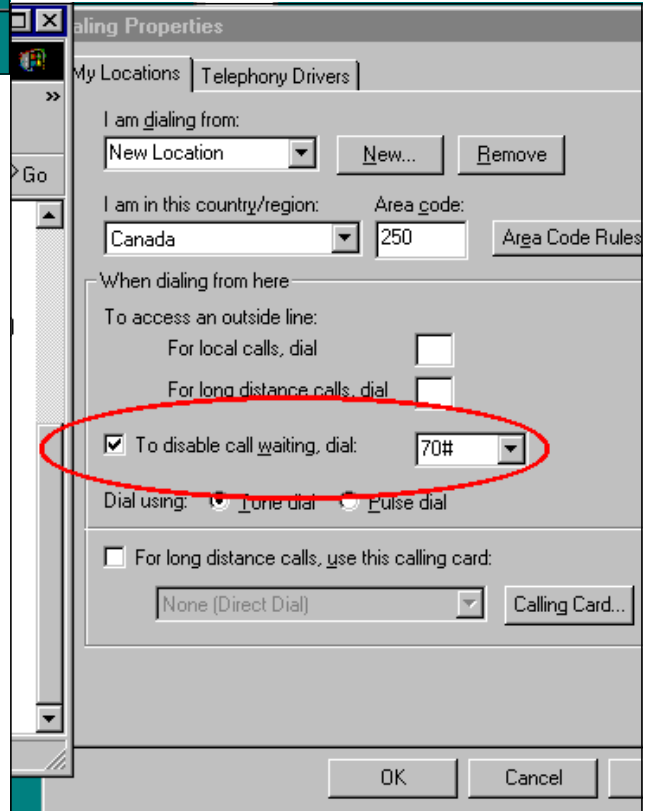 aling Properties
My Locations Telephony Drivers
»
Go
I am dialing from:
New Location New... Remove
I am in this country/region: Area code:
Canada 250 Area Code Rules
When dialing from here
To access an outside line:
For local calls, dial
For long distance calls, dial
To disable call waiting, dial: 70#
Dial using: Tone dial Pulse dial
For long distance calls, use this calling card:
None (Direct Dial) Calling Card...
OK Cancel